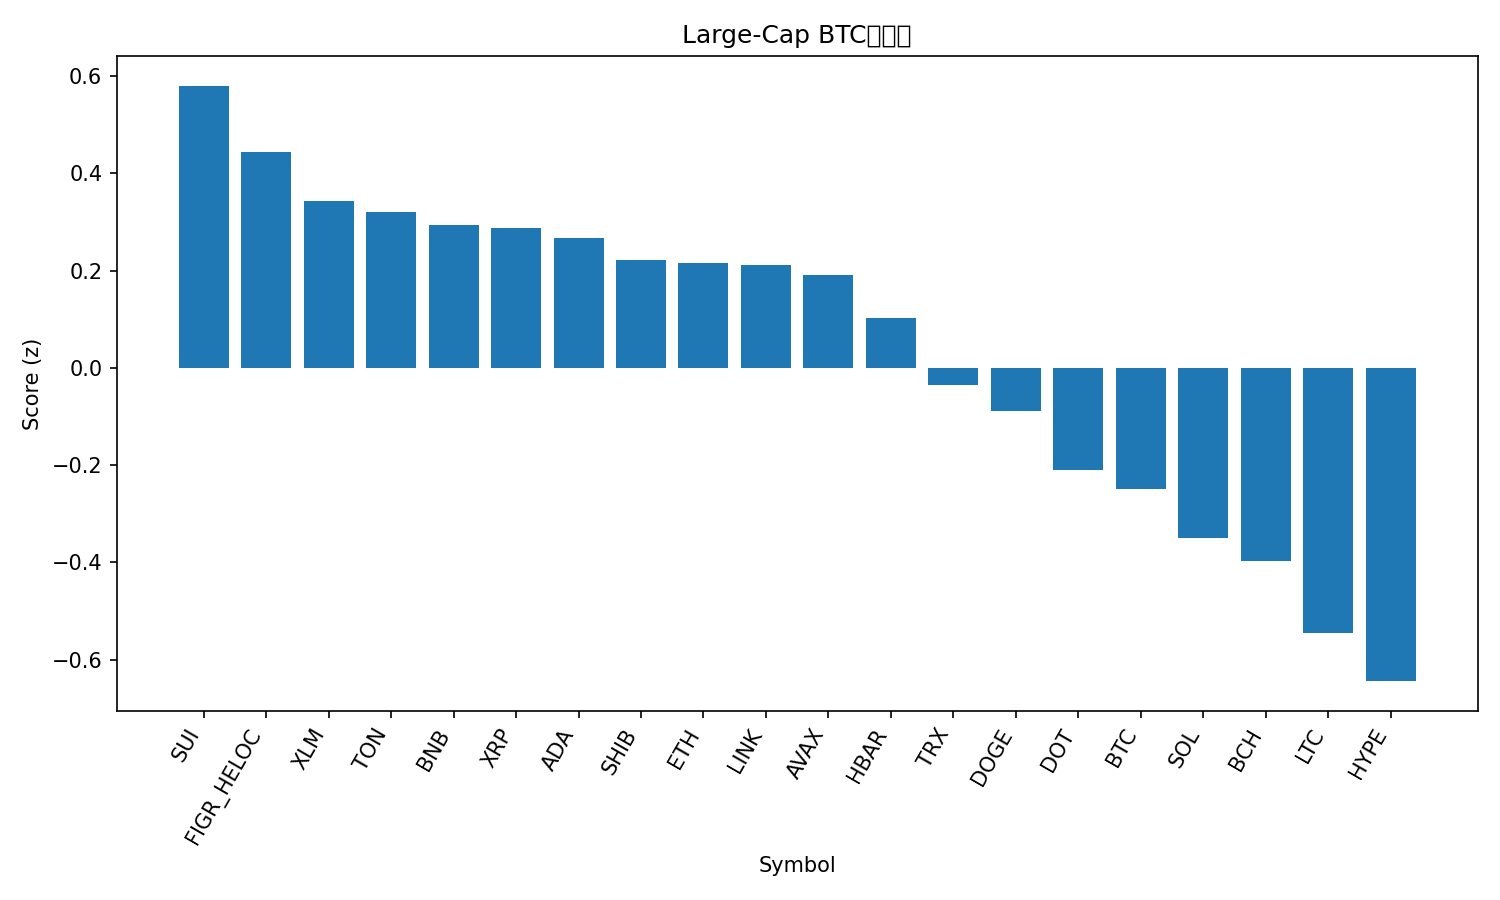 Large-Cap BTC
0.6
0.4
0.2
0.0
−0.2
−0.4
−0.6
Score (z)
SUI
FIGR_HELOC
XLM
TON
BNB
XRP
ADA
SHIB
ETH
LINK
AVAX
HBAR
TRX
DOGE
DOT
BTC
SOL
BCH
LTC
HYPE
Symbol